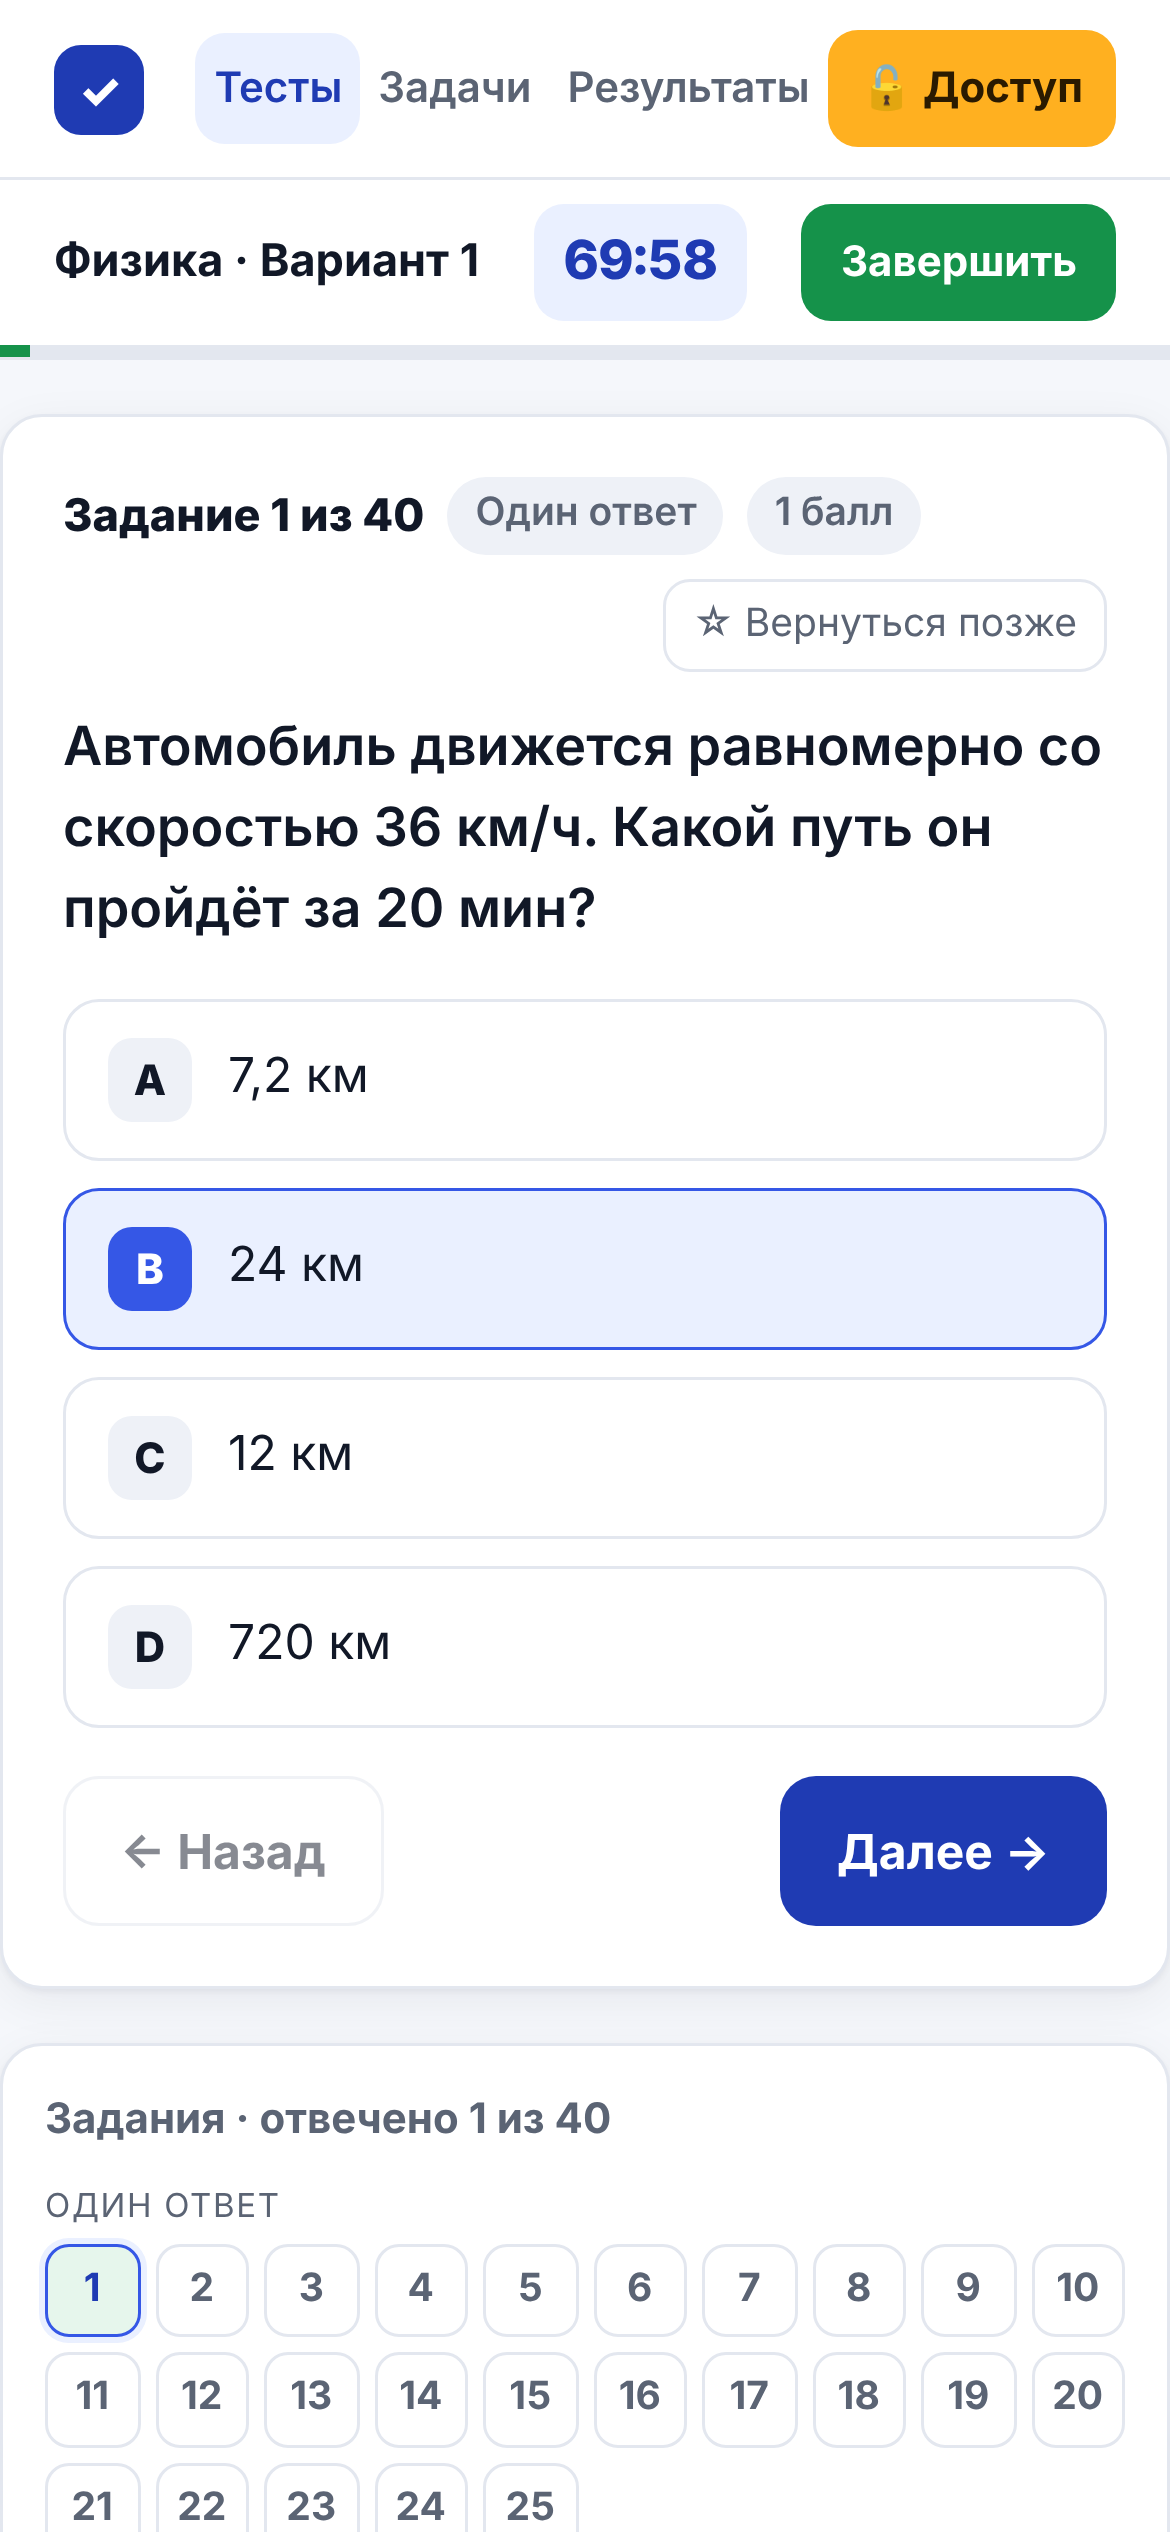 Тесты Задачи Результаты 🔓 Доступ
Физика · Вариант 1 69:58 Завершить
Задание 1 из 40 Один ответ 1 балл
☆ Вернуться позже
Автомобиль движется равномерно со
скоростью 36 км/ч. Какой путь он
пройдёт за 20 мин?
A 7,2 км
B 24 км
C 12 км
D 720 км
← Назад Далее →
Задания · отвечено 1 из 40
ОДИН ОТВЕТ
1 2 3 4 5 6 7 8 9 10
11 12 13 14 15 16 17 18 19 20
21 22 23 24 25